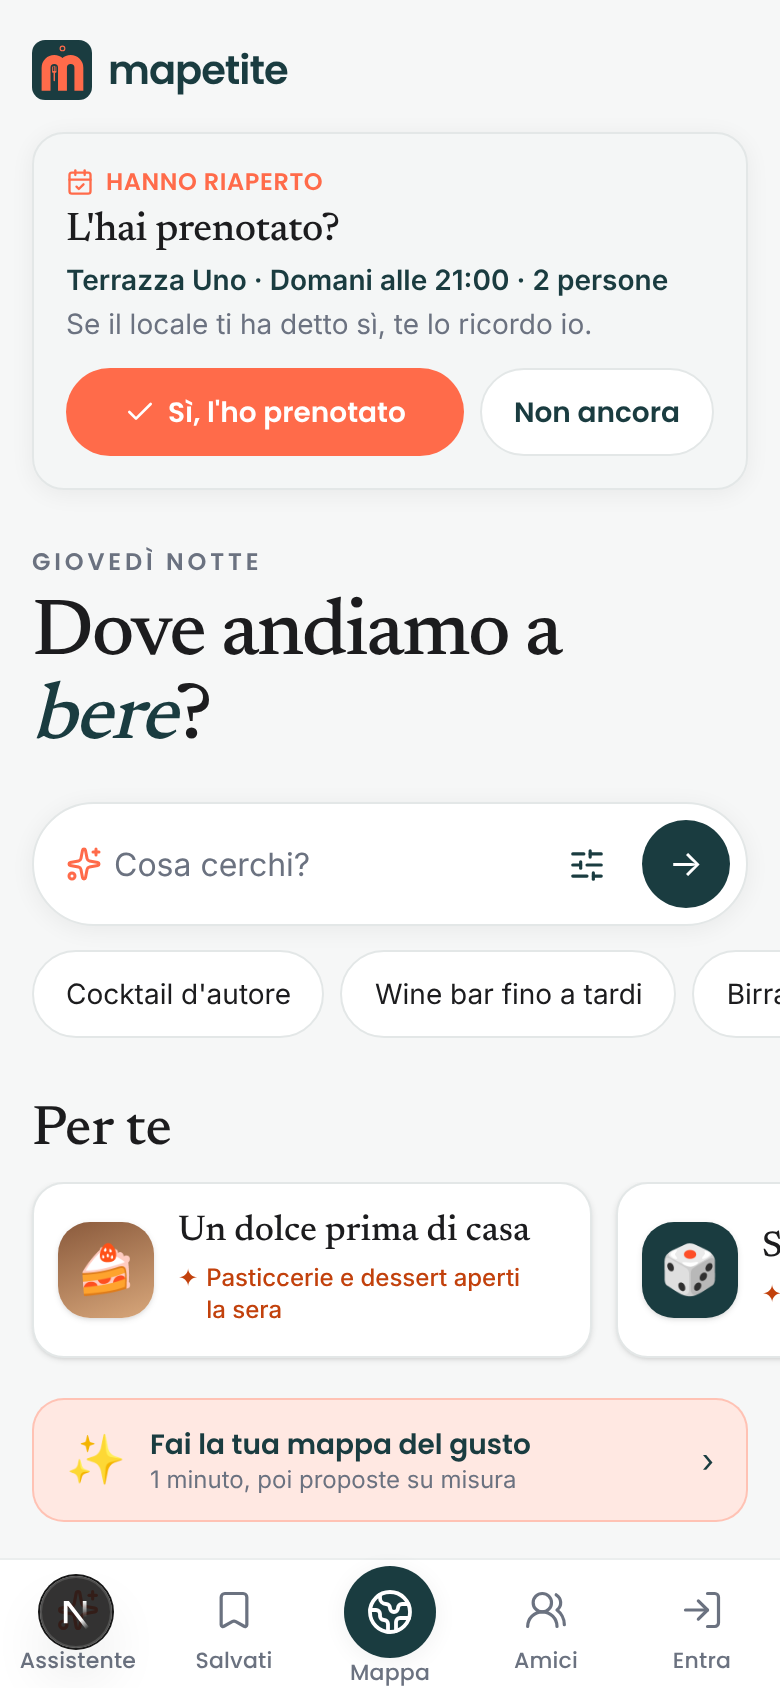 mapetite
HANNO RIAPERTO
L'hai prenotato?
Terrazza Uno · Domani alle 21:00 · 2 persone
Se il locale ti ha detto sì, te lo ricordo io.
Sì, l'ho prenotato
Non ancora
GIOVEDÌ NOTTE
Dove andiamo a
bere?
Cosa cerchi?
Cocktail d'autore
Wine bar fino a tardi
Per te
Un dolce prima di casa
✦ Pasticcerie e dessert aperti
la sera
Fai la tua mappa del gusto
1 minuto, poi proposte su misura
N
Assistente
Salvati
Mappa
Amici
Entra